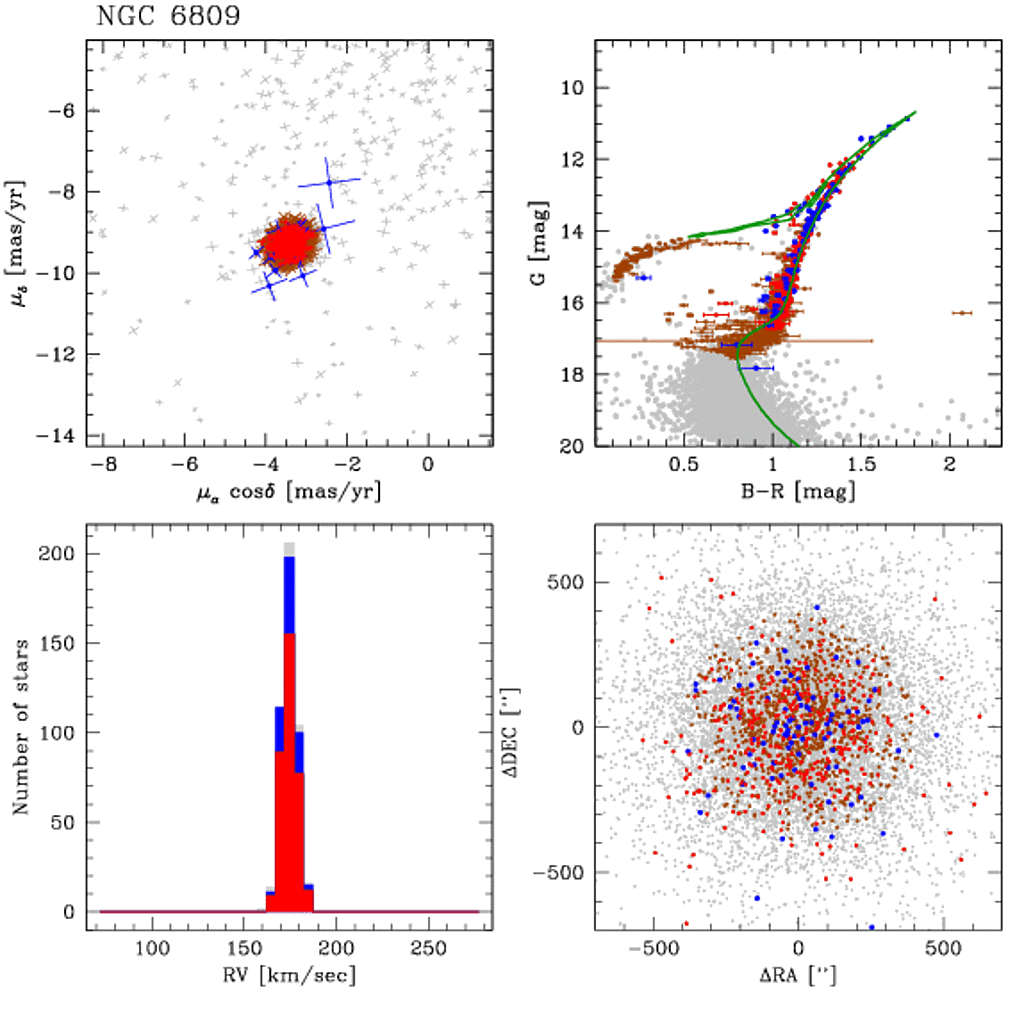 NGC 6809
μδ [mas/yr]
−6
−8
−10
−12
−14
−8 −6 −4 −2 0
μα cosδ [mas/yr]
G [mag]
10
12
14
16
18
20
0.5 1 1.5 2
B−R [mag]
Number of stars
200
150
100
50
0
100 150 200 250
RV [km/sec]
ΔDEC [″]
500
0
−500
−500 0 500
ΔRA [″]